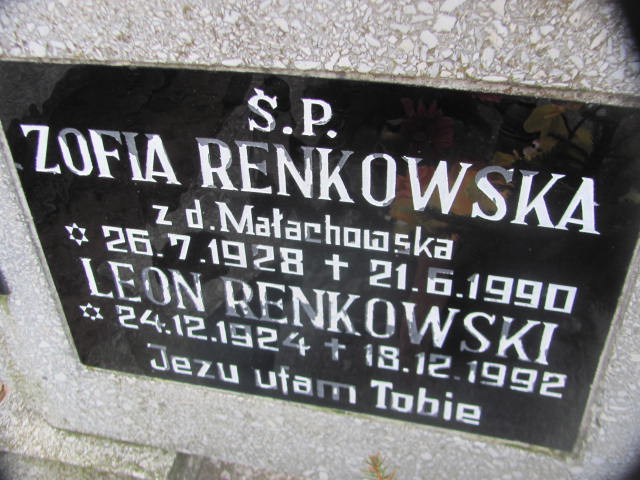 Ś.P.
ZOFIA RENKOWSKA
z d. Małachowska
✡ 26.7.1928 ✝ 21.6.1990
LEON RENKOWSKI
✡ 24.12.1924 ✝ 18.12.1992
Jezu ufam Tobie